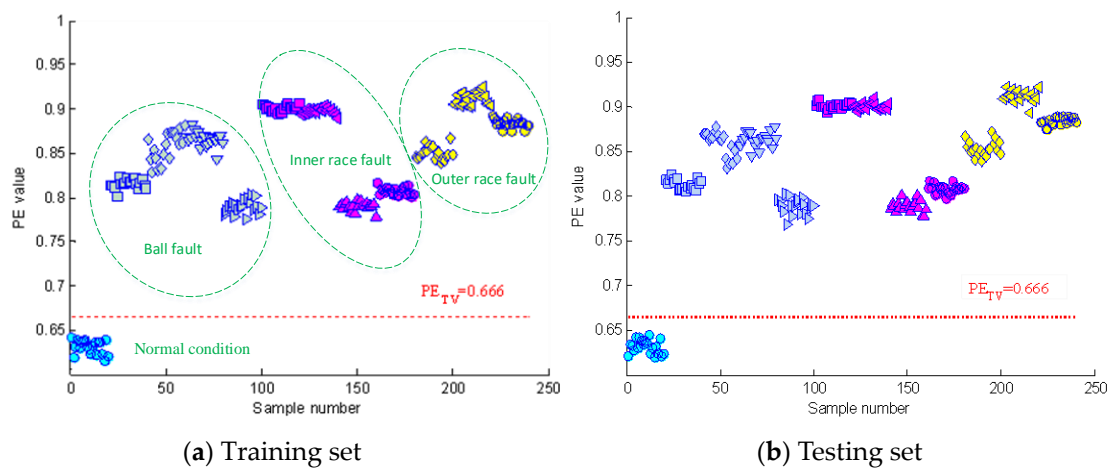 1
0.95
0.9
0.85
0.8
0.75
0.7
0.65
PE value
0
50
100
150
200
250
Sample number
Ball fault
Inner race fault
Outer race fault
PE_TV=0.666
Normal condition
(a) Training set
1
0.95
0.9
0.85
0.8
0.75
0.7
0.65
PE value
0
50
100
150
200
250
Sample number
PE_TV=0.666
(b) Testing set